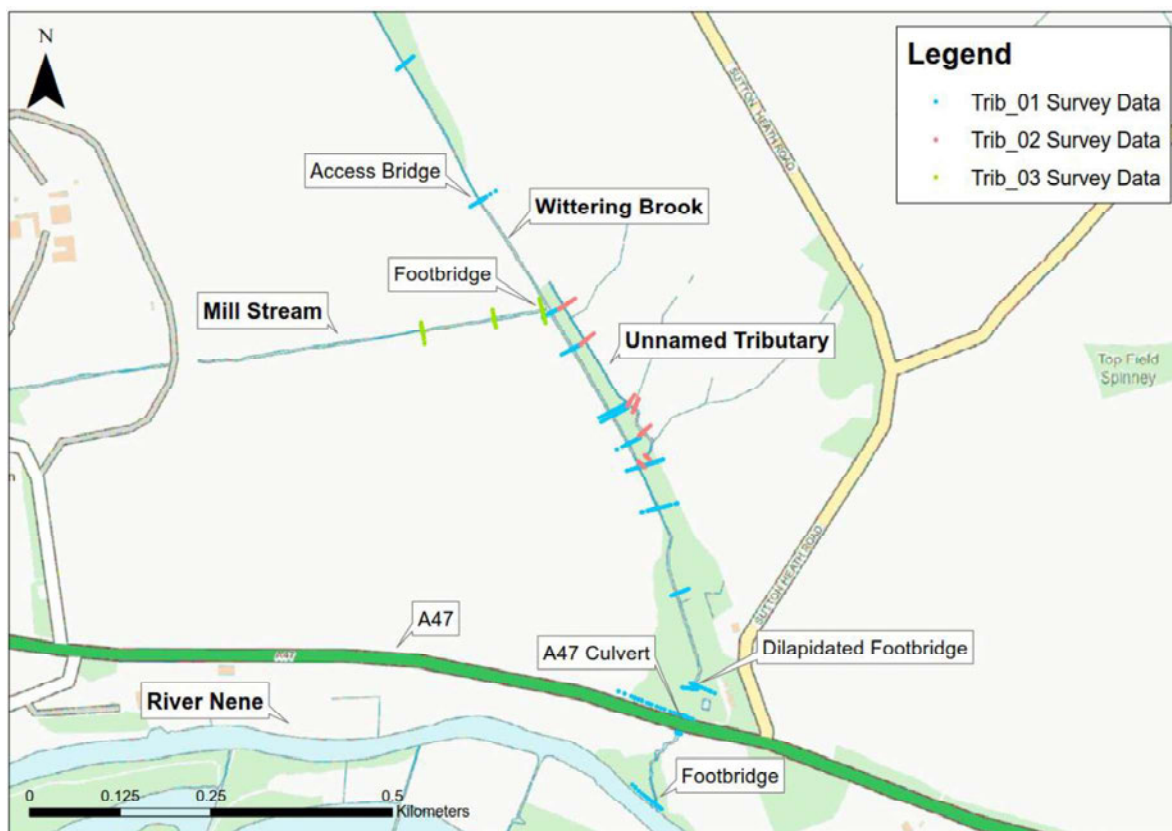 N
Legend
Trib_01 Survey Data
Trib_02 Survey Data
Trib_03 Survey Data
SUTTON HEATH ROAD
Access Bridge
Wittering Brook
Footbridge
Mill Stream
Unnamed Tributary
Top Field
Spinney
SUTTON HEATH ROAD
A47
A47 Culvert
Dilapidated Footbridge
A47
River Nene
Footbridge
0 0.125 0.25 0.5
Kilometers